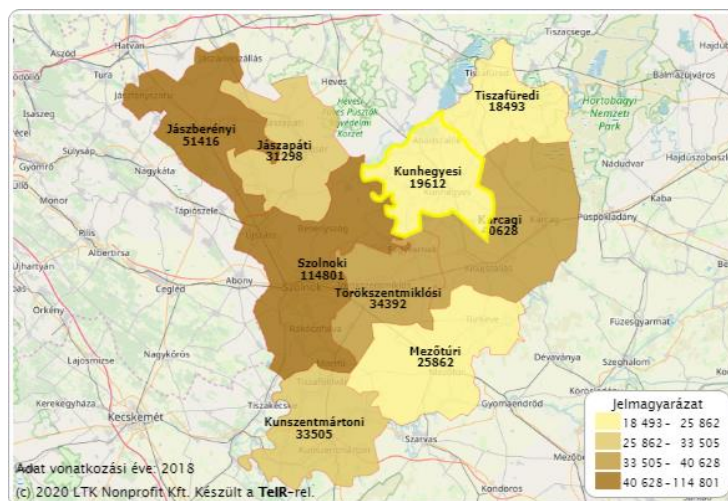 Tiszacsege
Aszód
Hatvan
Tura
Heves
Balmazújváros
Tiszafüredi
18493
Hortobágyi
Nemzeti
Park
Isaszeg
Jászberényi
51416
Jászapáti
31298
Kunhegyesi
19612
Hajdúszoboszló
Nádudvar
Gyömrő
Sülysáp
Nagykáta
Üllő
Monor
Tápiószele
Kaba
Püspökladány
Karcagi
40628
Albertirsa
Pilis
Abony
Cegléd
Szolnoki
114801
Törökszentmiklósi
34392
Örkény
Füzesgyarmat
Mezőtúri
25862
Dévaványa
Szeghalom
Nagykőrös
Lajosmizse
Kerekegyháza
Kecskemét
Tiszakécske
Gyomaendrőd
Kunszentmártoni
33505
Szarvas
Kondoros
Jelmagyarázat
18 493 - 25 862
25 862 - 33 505
33 505 - 40 628
40 628 - 114 801
Adat vonatkozási éve: 2018
(c) 2020 LTK Nonprofit Kft. Készült a TeIR-rel.